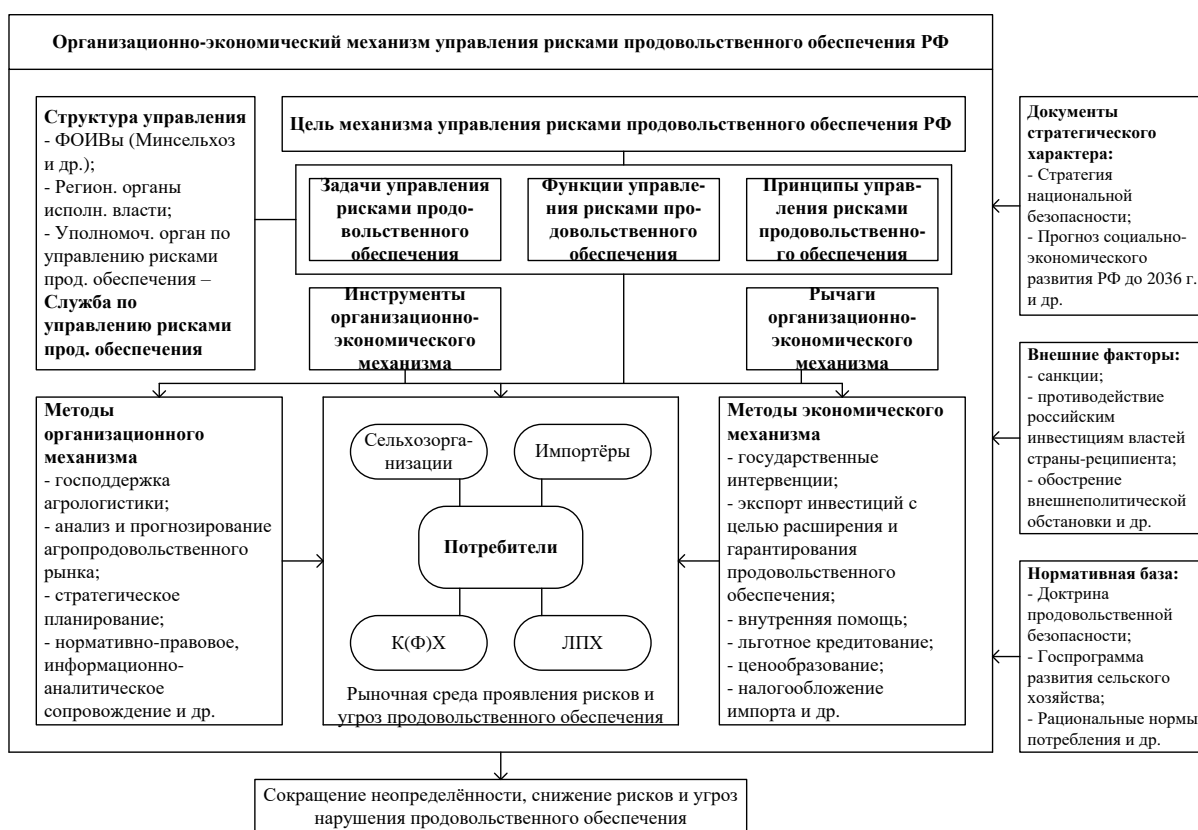 Организационно-экономический механизм управления рисками продовольственного обеспечения РФ
Структура управления
- ФОИВы (Минсельхоз
и др.);
- Регион. органы
исполн. власти;
- Уполномоч. орган по
управлению рисками
прод. обеспечения –
Служба по
управлению рисками
прод. обеспечения
Цель механизма управления рисками продовольственного обеспечения РФ
Задачи управления
рисками продо-
вольственного
обеспечения
Функции управле-
ния рисками про-
довольственного
обеспечения
Принципы управ-
ления рисками
продовольственно-
го обеспечения
Инструменты
организационно-
экономического
механизма
Рычаги
организационно-
экономического
механизма
Методы
организационного
механизма
- господдержка
агрологистики;
- анализ и прогнозирование
агропродовольственного
рынка;
- стратегическое
планирование;
- нормативно-правовое,
информационно-
аналитическое
сопровождение и др.
Сельхозорга-
низации
Импортёры
Потребители
К(Ф)Х
ЛПХ
Рыночная среда проявления рисков и
угроз продовольственного обеспечения
Методы экономического
механизма
- государственные
интервенции;
- экспорт инвестиций с
целью расширения и
гарантирования
продовольственного
обеспечения;
- внутренняя помощь;
- льготное кредитование;
- ценообразование;
- налогообложение
импорта и др.
Документы
стратегического
характера:
- Стратегия
национальной
безопасности;
- Прогноз социально-
экономического
развития РФ до 2036 г.
и др.
Внешние факторы:
- санкции;
- противодействие
российским
инвестициям властей
страны-реципиента;
- обострение
внешнеполитической
обстановки и др.
Нормативная база:
- Доктрина
продовольственной
безопасности;
- Госпрограмма
развития сельского
хозяйства;
- Рациональные нормы
потребления и др.
Сокращение неопределённости, снижение рисков и угроз
нарушения продовольственного обеспечения